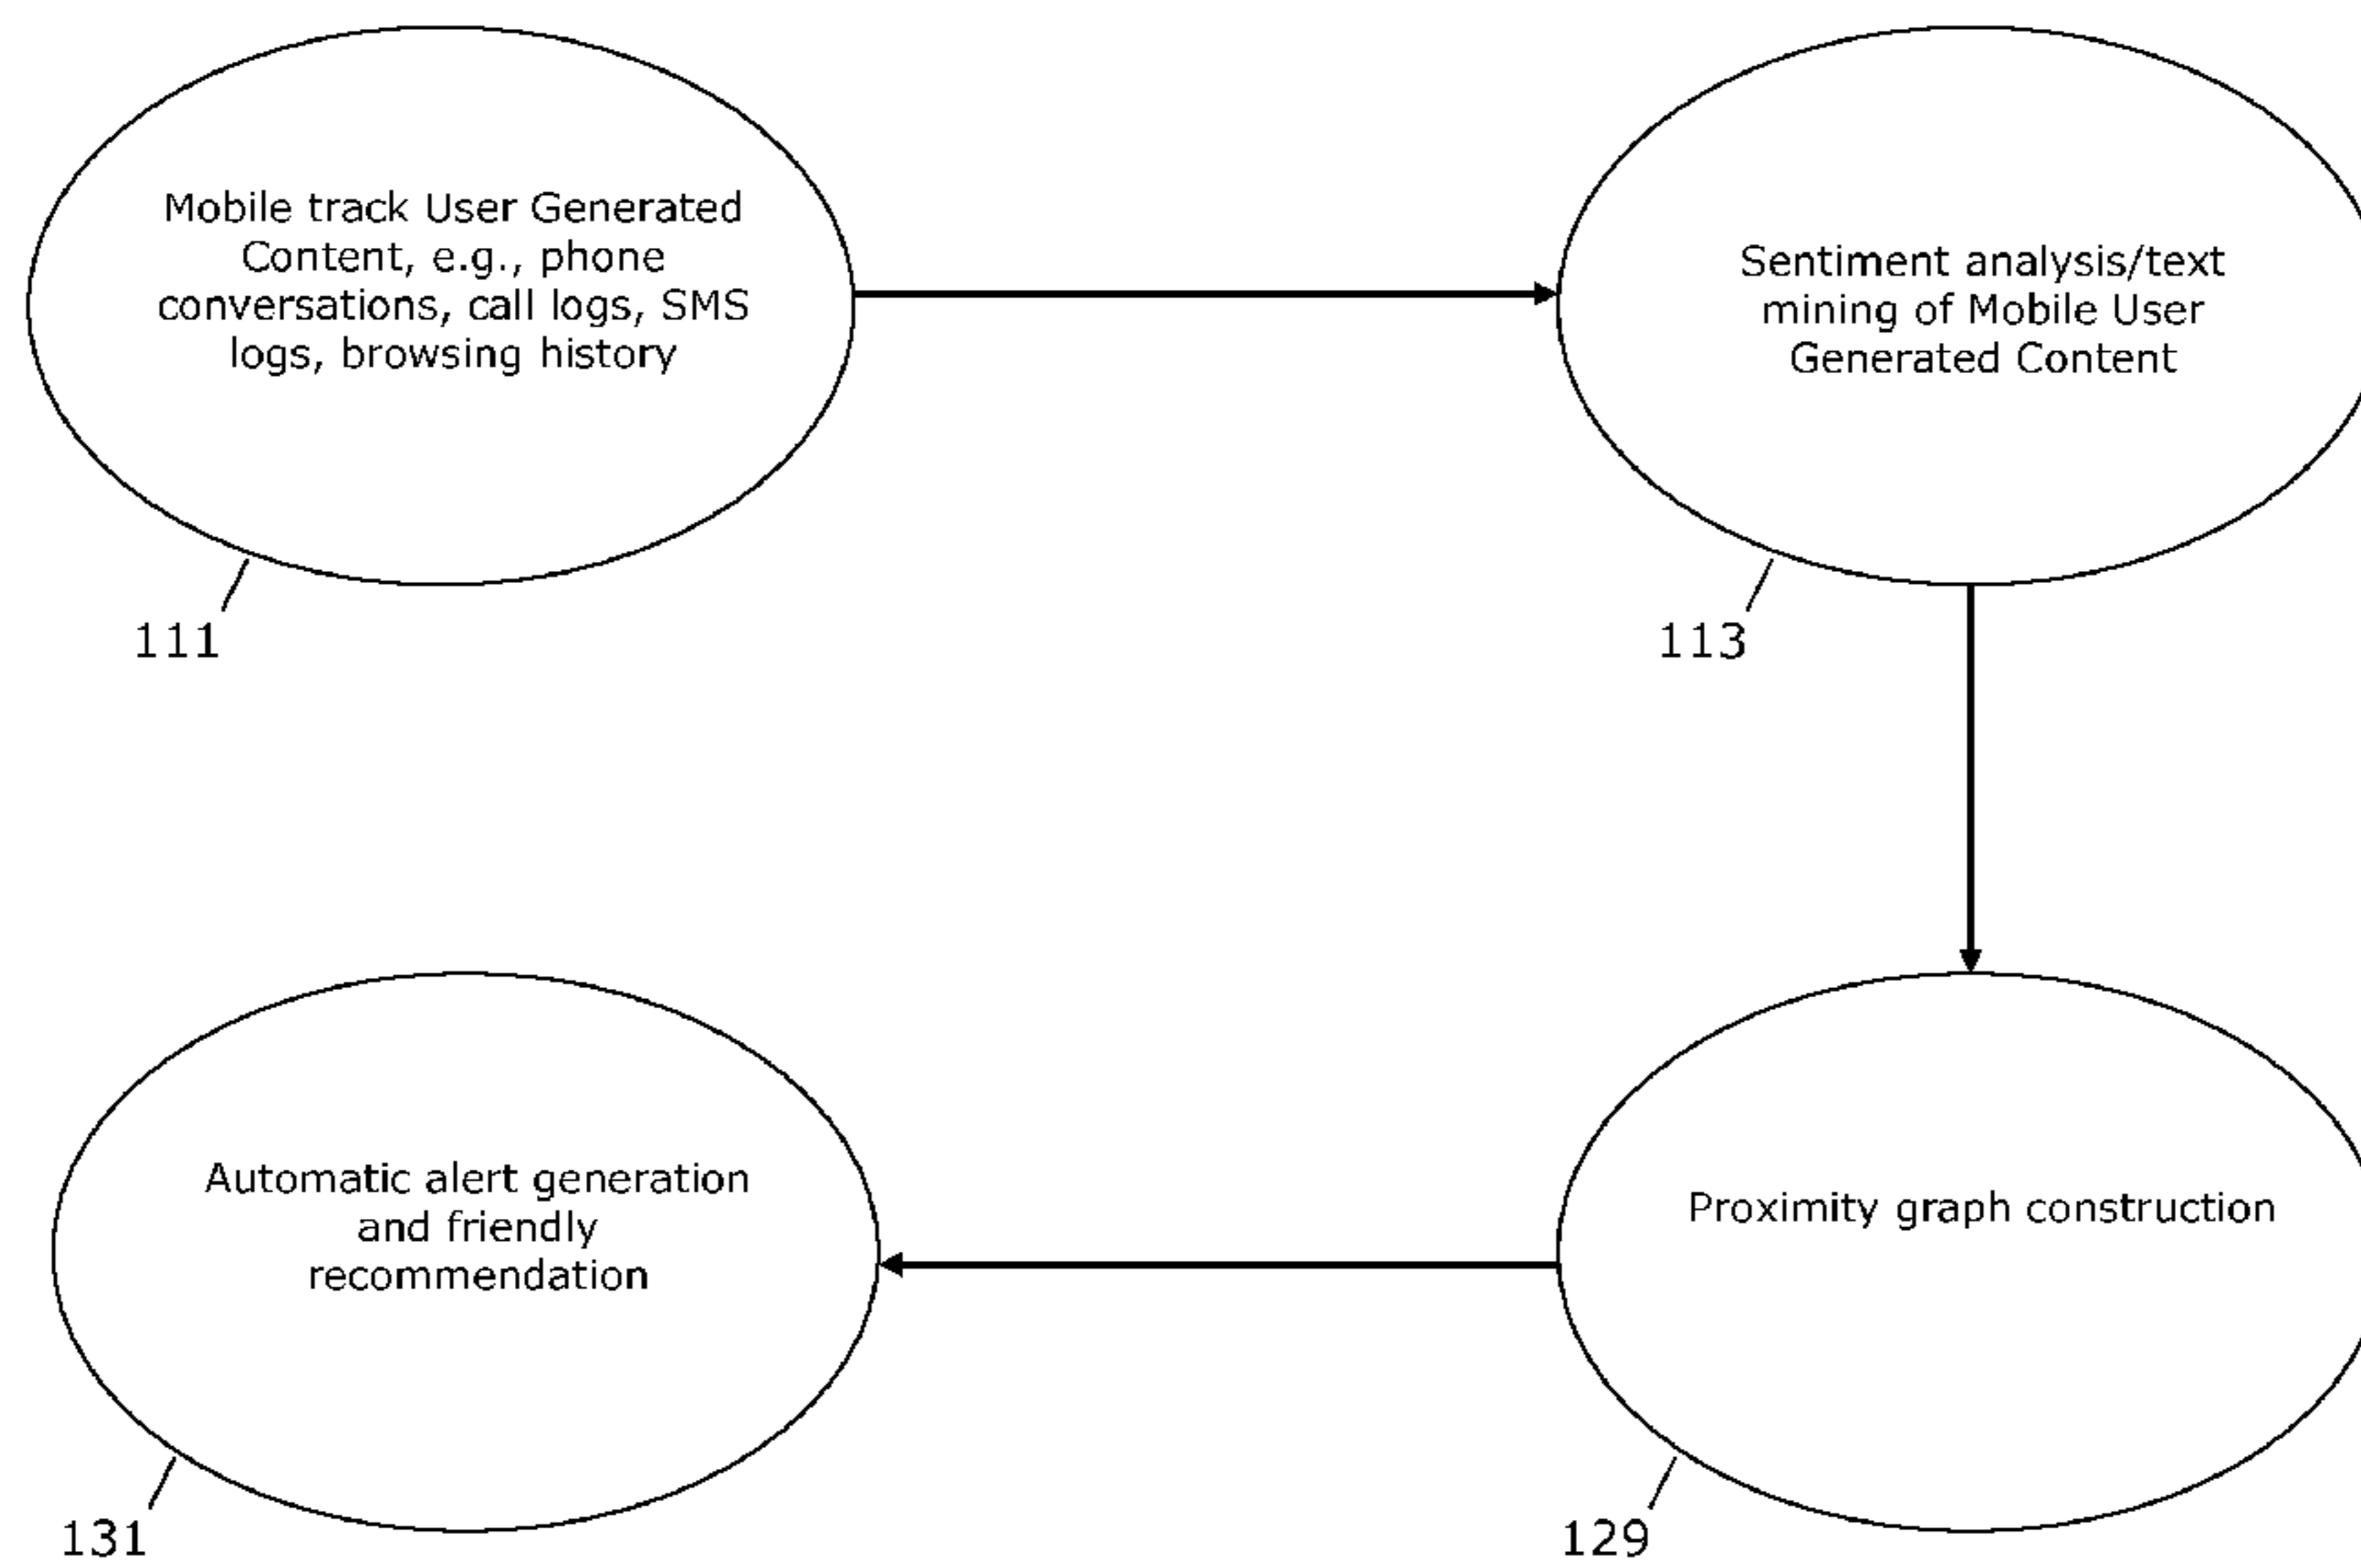 Mobile track User Generated
Content, e.g., phone
conversations, call logs, SMS
logs, browsing history
111
Sentiment analysis/text
mining of Mobile User
Generated Content
113
Automatic alert generation
and friendly
recommendation
131
Proximity graph construction
129